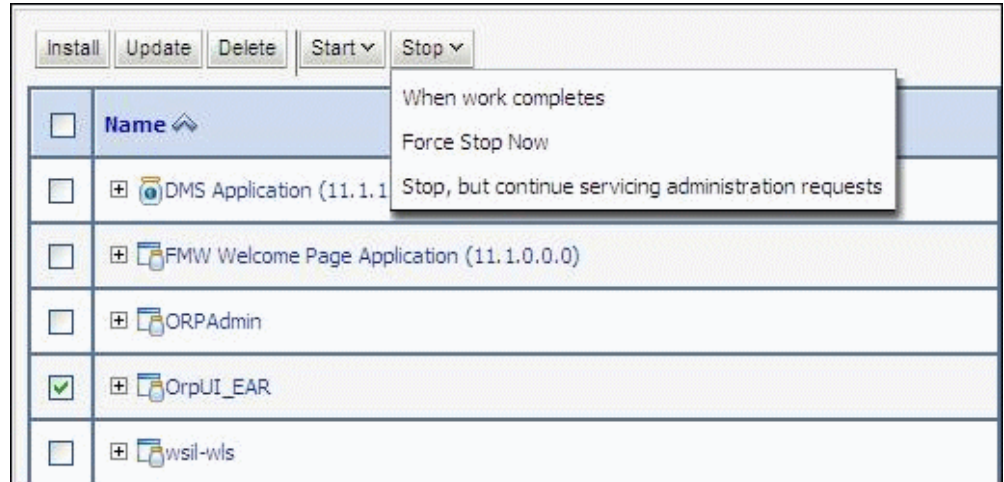 Install Update Delete Start Stop
When work completes
Force Stop Now
Stop, but continue servicing administration requests
Name
DMS Application (11.1.1
FMW Welcome Page Application (11.1.0.0.0)
ORPAdmin
OrpUI_EAR
wsil-wls